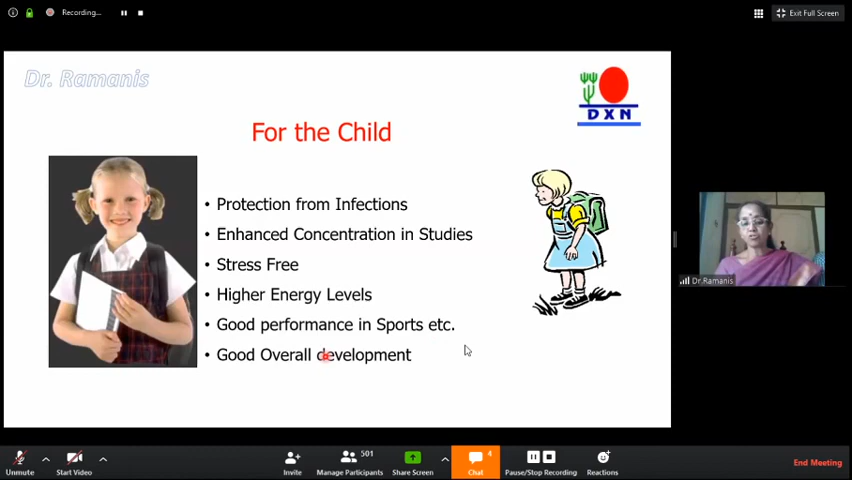 Recording...
Exit Full Screen
Dr. Ramanis
DXN
For the Child
• Protection from Infections
• Enhanced Concentration in Studies
• Stress Free
• Higher Energy Levels
• Good performance in Sports etc.
• Good Overall development
Dr.Ramanis
Unmute
Start Video
Invite
501
Manage Participants
Share Screen
4
Chat
Pause/Stop Recording
Reactions
End Meeting